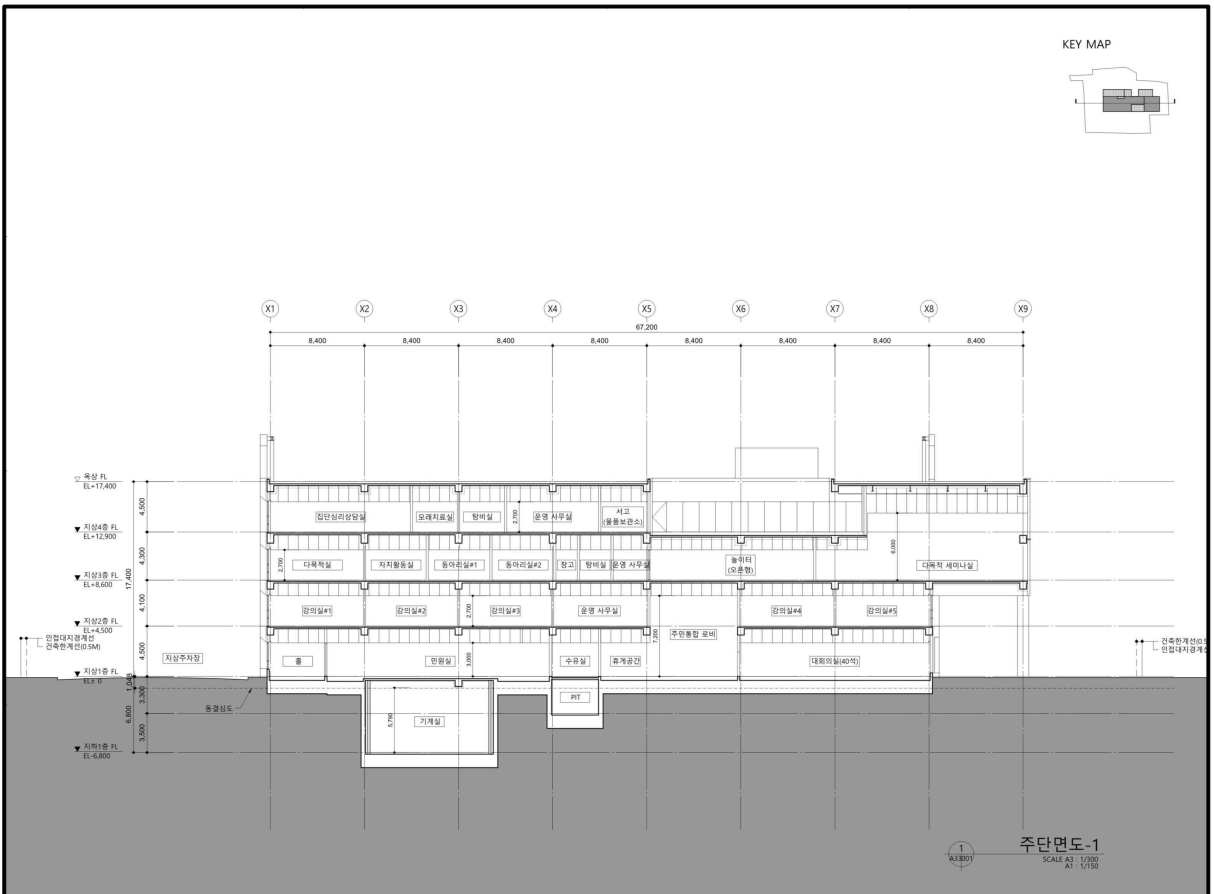 KEY MAP
X1 X2 X3 X4 X5 X6 X7 X8 X9
67,200
8,400 8,400 8,400 8,400 8,400 8,400 8,400 8,400
옥상 FL
EL+17,400
4,500
집단심리상담실 모래치료실 탕비실 2,700 운영 사무실 서고
(물품보관소)
지상4층 FL
EL+12,900
6,000
4,300
17,400
2,700 다목적실 자치활동실 동아리실#1 동아리실#2 창고 탕비실 운영 사무실 놀이터
(오픈형)
다목적 세미나실
지상3층 FL
EL+8,600
4,100
강의실#1 강의실#2 2,700 강의실#3 운영 사무실 강의실#4 강의실#5
지상2층 FL
EL+4,500
7,200 주민통합 로비
인접대지경계선
건축한계선(0.5M)
건축한계선(0.5
인접대지경계
4,500
지상주차장 홀 민원실 3,000 수유실 휴게공간 대회의실(40석)
지상1층 FL
EL± 0
1,048
3,300
6,800
3,500
동결심도
PIT
5,790 기계실
지하1층 FL
EL-6,800
1
A33001
주단면도-1
SCALE A3 : 1/300
A1 : 1/150